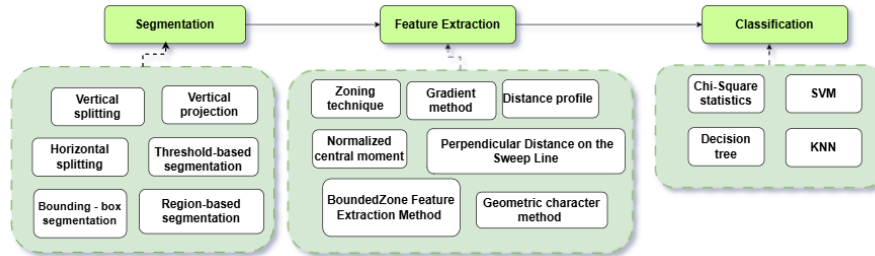 Segmentation
Feature Extraction
Classification
Vertical
splitting
Vertical
projection
Horizontal
splitting
Threshold-based
segmentation
Bounding - box
segmentation
Region-based
segmentation
Zoning
technique
Gradient
method
Distance profile
Normalized
central moment
Perpendicular Distance on the
Sweep Line
BoundedZone Feature
Extraction Method
Geometric character
method
Chi-Square
statistics
SVM
Decision
tree
KNN